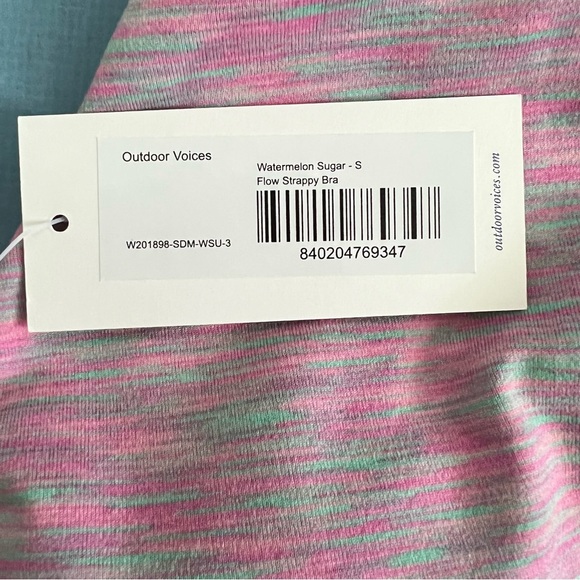 Outdoor Voices
Watermelon Sugar - S
Flow Strappy Bra
W201898-SDM-WSU-3
840204769347
outdoorvoices.com